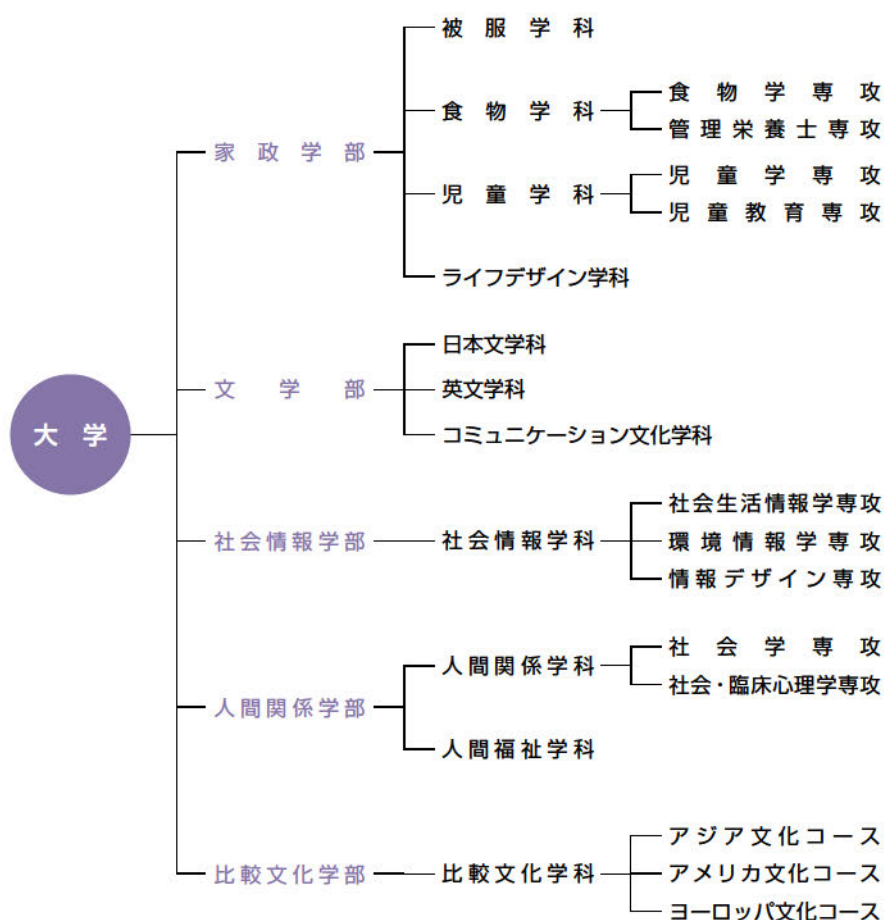 大学
家政学部
被服学科
食物学科
食物学専攻
管理栄養士専攻
児童学科
児童学専攻
児童教育専攻
ライフデザイン学科
文学部
日本文学科
英文学科
コミュニケーション文化学科
社会情報学部
社会情報学科
社会生活情報学専攻
環境情報学専攻
情報デザイン専攻
人間関係学部
人間関係学科
社会学専攻
社会・臨床心理学専攻
人間福祉学科
比較文化学部
比較文化学科
アジア文化コース
アメリカ文化コース
ヨーロッパ文化コース